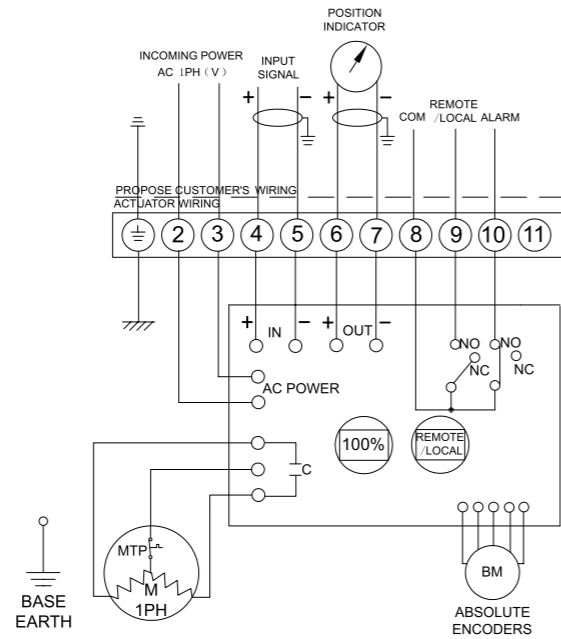 POSITION
INDICATOR
INCOMING POWER
AC 1PH (V)
INPUT
SIGNAL
+ −
+ −
COM REMOTE
/LOCAL ALARM
PROPOSE CUSTOMER'S WIRING
ACTUATOR WIRING
2 3 4 5 6 7 8 9 10 11
+ IN − + OUT −
NO NO
NC NC
AC POWER
100%
REMOTE
/LOCAL
C
MTP
M
1PH
BM
BASE
EARTH
ABSOLUTE
ENCODERS